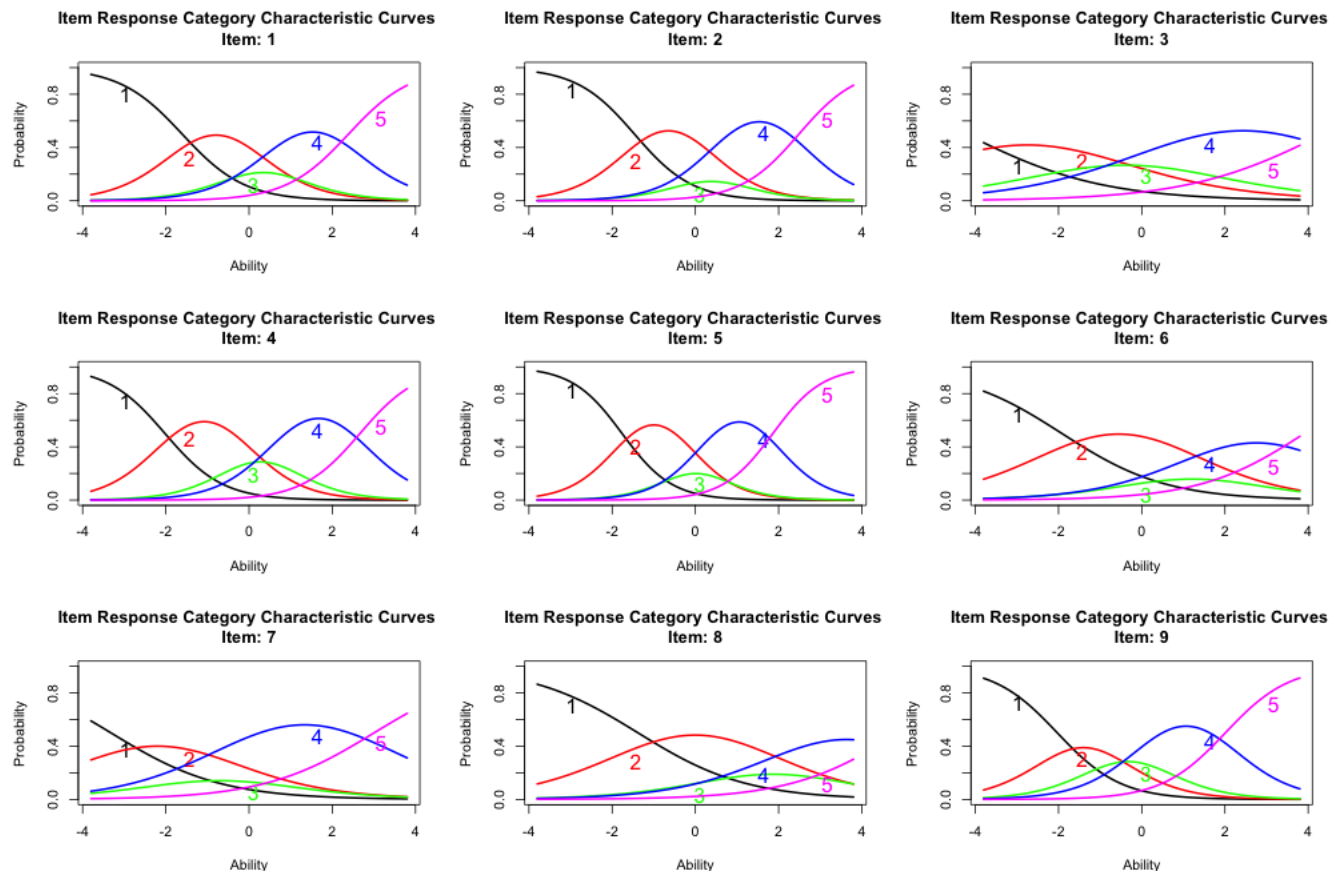 Item Response Category Characteristic Curves
Item: 1
Probability
0.0 0.4 0.8
1
2
3
4
5
-4 -2 0 2 4
Ability
Item Response Category Characteristic Curves
Item: 2
Probability
0.0 0.4 0.8
1
2
3
4
5
-4 -2 0 2 4
Ability
Item Response Category Characteristic Curves
Item: 3
Probability
0.0 0.4 0.8
1
2
3
4
5
-4 -2 0 2 4
Ability
Item Response Category Characteristic Curves
Item: 4
Probability
0.0 0.4 0.8
1
2
3
4
5
-4 -2 0 2 4
Ability
Item Response Category Characteristic Curves
Item: 5
Probability
0.0 0.4 0.8
1
2
3
4
5
-4 -2 0 2 4
Ability
Item Response Category Characteristic Curves
Item: 6
Probability
0.0 0.4 0.8
1
2
3
4
5
-4 -2 0 2 4
Ability
Item Response Category Characteristic Curves
Item: 7
Probability
0.0 0.4 0.8
1
2
3
4
5
-4 -2 0 2 4
Ability
Item Response Category Characteristic Curves
Item: 8
Probability
0.0 0.4 0.8
1
2
3
4
5
-4 -2 0 2 4
Ability
Item Response Category Characteristic Curves
Item: 9
Probability
0.0 0.4 0.8
1
2
3
4
5
-4 -2 0 2 4
Ability